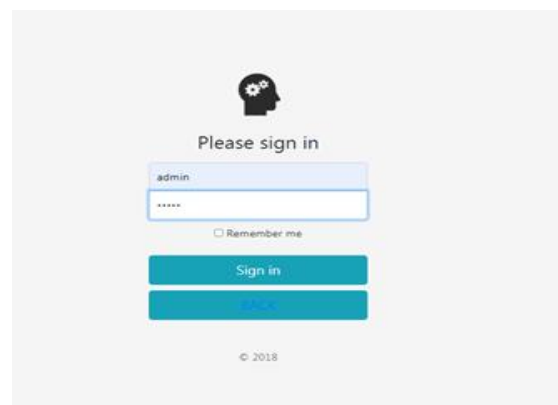 Please sign in
admin
•••••
Remember me
Sign in
BACK
© 2018